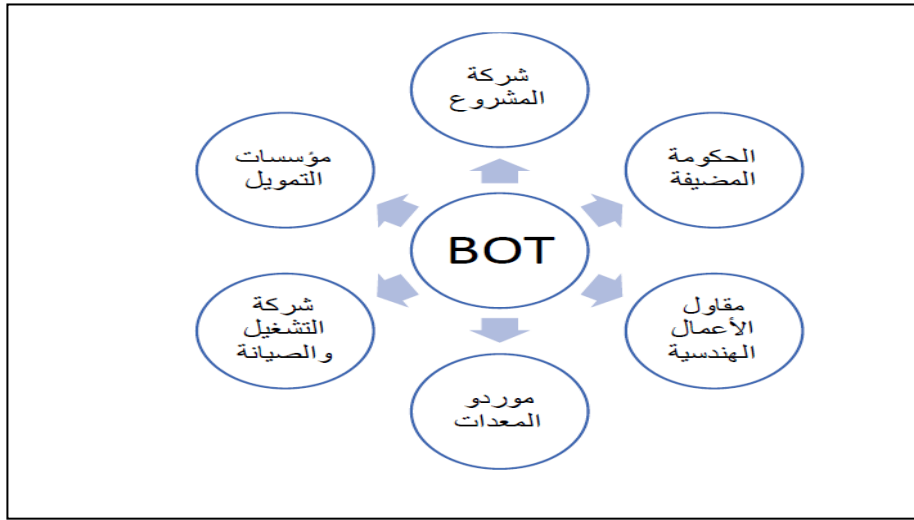 شركة
المشروع
الحكومة
المضيفة
مؤسسات
التمويل
BOT
مقاول
الأعمال
الهندسية
شركة
التشغيل
والصيانة
موردو
المعدات